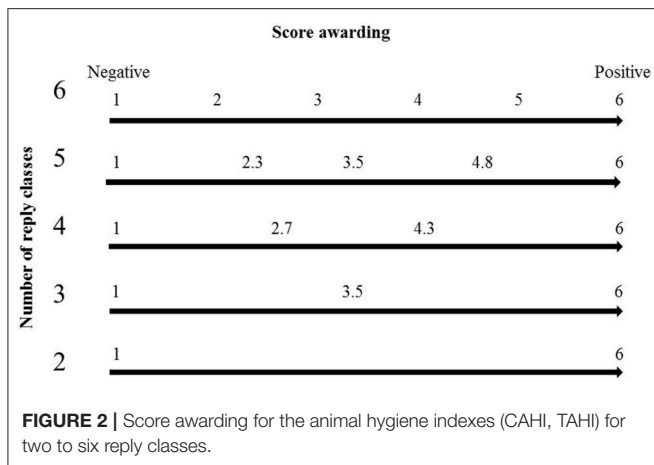 Score awarding
Negative Positive
6 1 2 3 4 5 6
5 1 2.3 3.5 4.8 6
4 1 2.7 4.3 6
3 1 3.5 6
2 1 6
Number of reply classes
FIGURE 2 | Score awarding for the animal hygiene indexes (CAHI, TAHI) for
two to six reply classes.